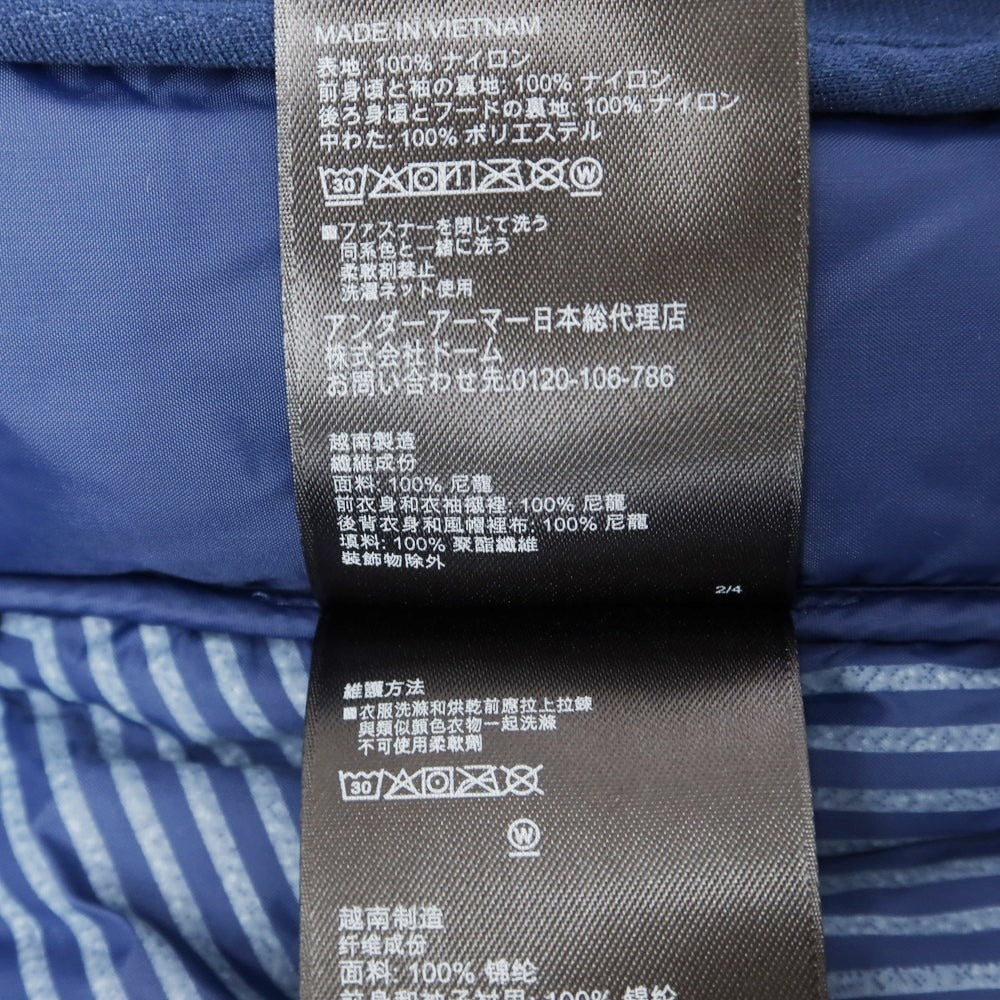 MADE IN VIETNAM
表地: 100% ナイロン
前身頃と袖の裏地: 100% ナイロン
後ろ身頃とフードの裏地: 100% ナイロン
中わた: 100% ポリエステル
30 W
■ファスナーを閉じて洗う
同系色と一緒に洗う
柔軟剤禁止
洗濯ネット使用
アンダーアーマー日本総代理店
株式会社ドーム
お問い合わせ先:0120-106-786
越南製造
纖維成份
面料: 100% 尼龍
前衣身和衣袖襯裡: 100% 尼龍
後背衣身和風帽裡布: 100% 尼龍
填料: 100% 聚酯纖維
裝飾物除外
2/4
維護方法
■衣服洗滌和烘乾前應拉上拉鍊
與類似顏色衣物一起洗滌
不可使用柔軟劑
30
W
越南制造
纤维成份
面料: 100% 锦纶
前身和袖子衬里: 100% 锦纶